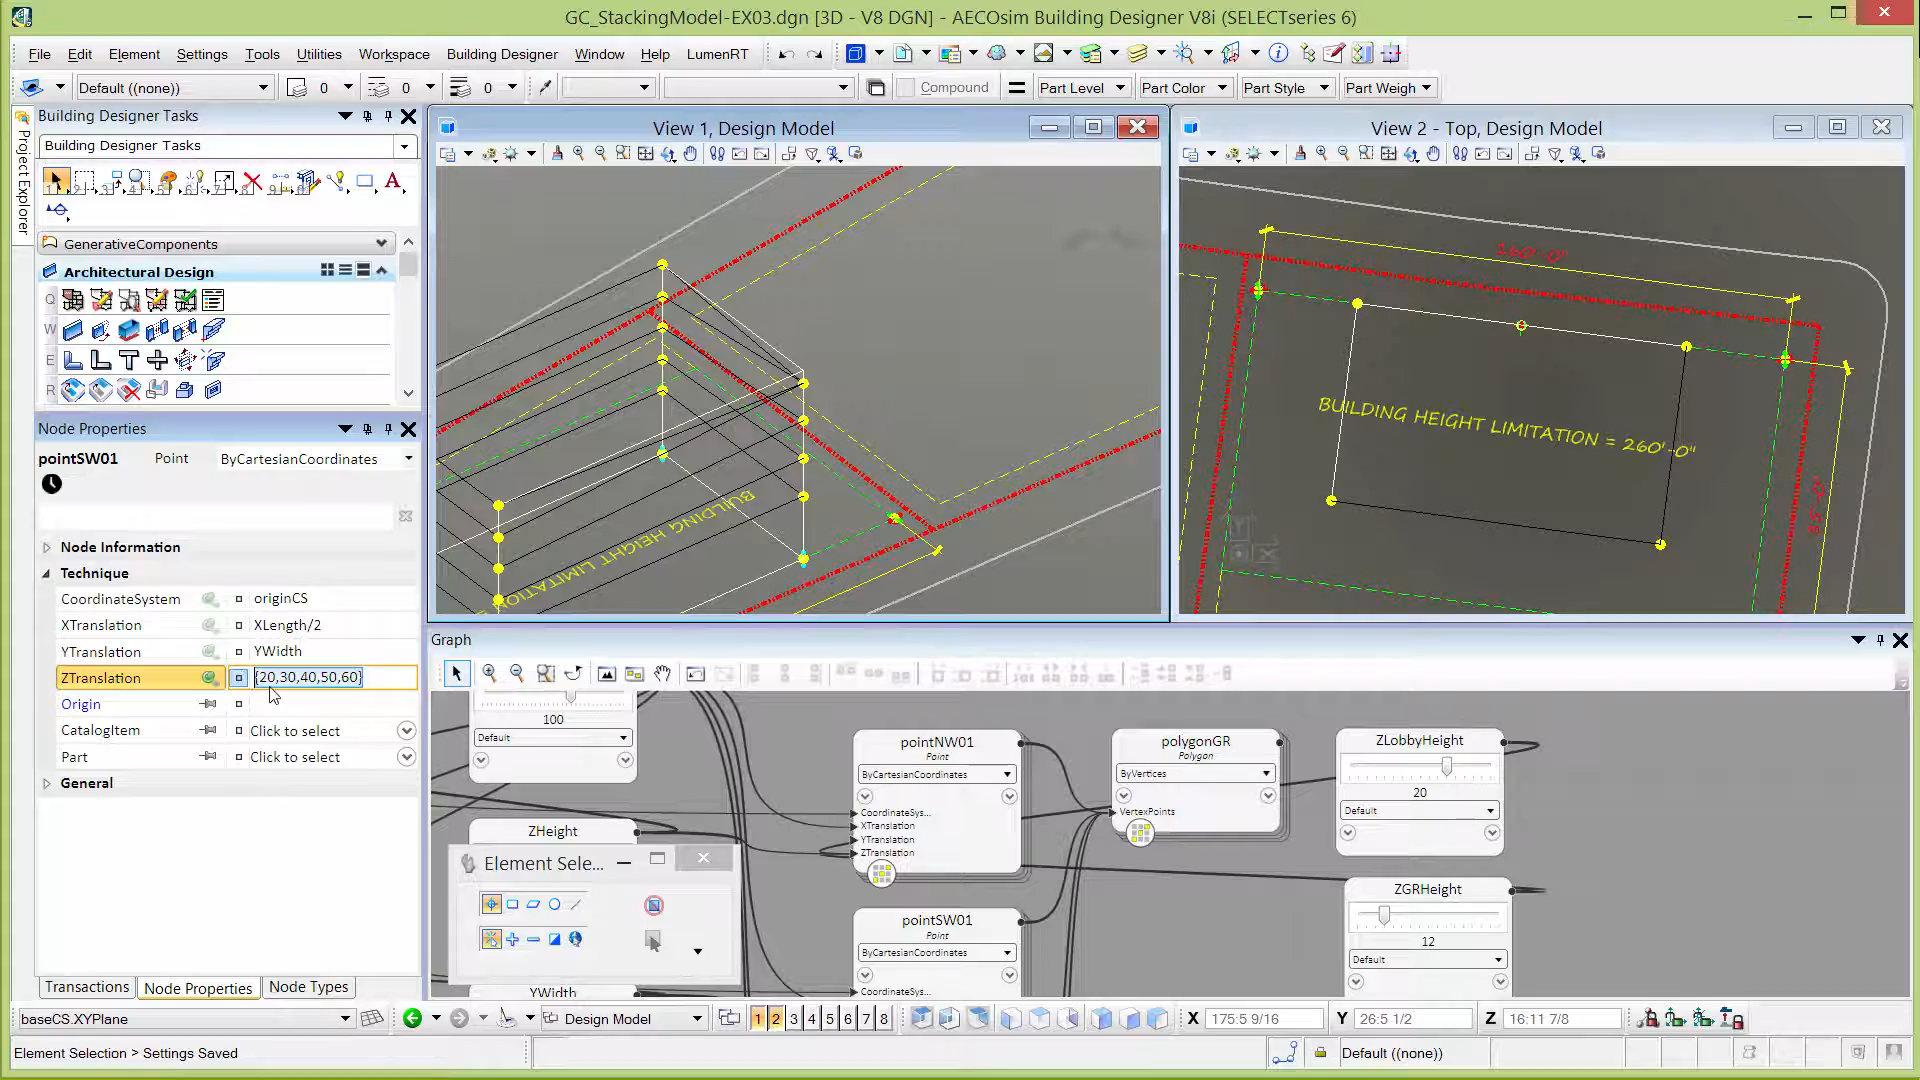 GC_StackingModel-EX03.dgn [3D - V8 DGN] - AECOsim Building Designer V8i (SELECTseries 6)
File Edit Element Settings Tools Utilities Workspace Building Designer Window Help LumenRT
Default ((none)) 0 0 0 Compound Part Level Part Color Part Style Part Weigh
Project Explorer
Building Designer Tasks
Building Designer Tasks
GenerativeComponents
Architectural Design
Q
W
E
R
Node Properties
pointSW01 Point ByCartesianCoordinates
Node Information
Technique
CoordinateSystem originCS
XTranslation XLength/2
YTranslation YWidth
ZTranslation {20,30,40,50,60}
Origin
CatalogItem Click to select
Part Click to select
General
Transactions Node Properties Node Types
View 1, Design Model
BUILDING HEIGHT LIMITATION
View 2 - Top, Design Model
160'-0"
BUILDING HEIGHT LIMITATION = 260'-0"
Graph
100
Default
ZHeight
YWidth
Element Sele...
pointNW01
Point
ByCartesianCoordinates
CoordinateSy...
XTranslation
YTranslation
ZTranslation
pointSW01
Point
ByCartesianCoordinates
CoordinateSy...
polygonGR
Polygon
ByVertices
VertexPoints
ZLobbyHeight
20
Default
ZGRHeight
12
Default
baseCS.XYPlane Design Model 1 2 3 4 5 6 7 8 X 175:5 9/16 Y 26:5 1/2 Z 16:11 7/8
Element Selection > Settings Saved Default ((none))